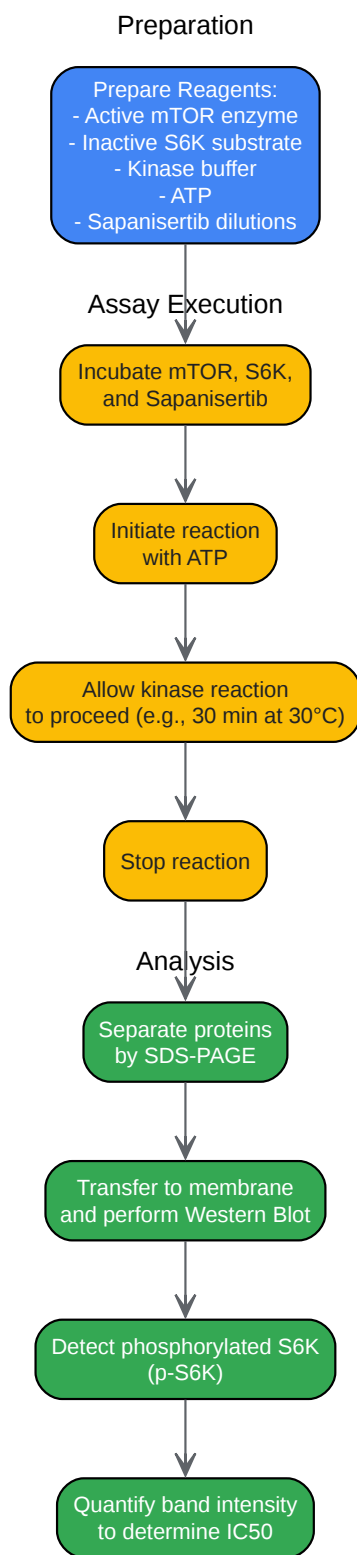 Preparation
Prepare Reagents:
- Active mTOR enzyme
- Inactive S6K substrate
- Kinase buffer
- ATP
- Sapanisertib dilutions
Assay Execution
Incubate mTOR, S6K,
and Sapanisertib
Initiate reaction
with ATP
Allow kinase reaction
to proceed (e.g., 30 min at 30°C)
Stop reaction
Analysis
Separate proteins
by SDS-PAGE
Transfer to membrane
and perform Western Blot
Detect phosphorylated S6K
(p-S6K)
Quantify band intensity
to determine IC50